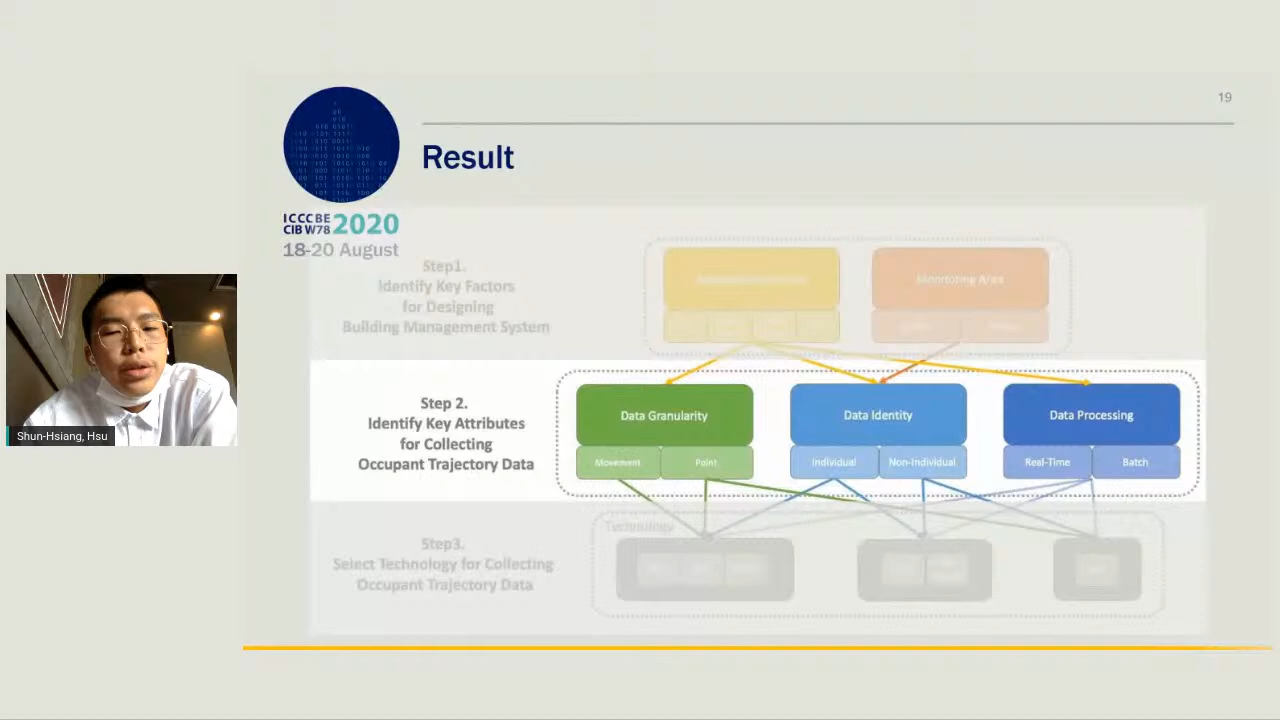 19
Result
ICCCBE
CIB W78
2020
18-20 August
Step1.
Identify Key Factors
for Designing
Building Management System
Monitoring Area
Step 2.
Identify Key Attributes
for Collecting
Occupant Trajectory Data
Data Granularity
Movement
Point
Data Identity
Individual
Non-Individual
Data Processing
Real-Time
Batch
Step3.
Select Technology for Collecting
Occupant Trajectory Data
Technology
Shun-Hsiang, Hsu